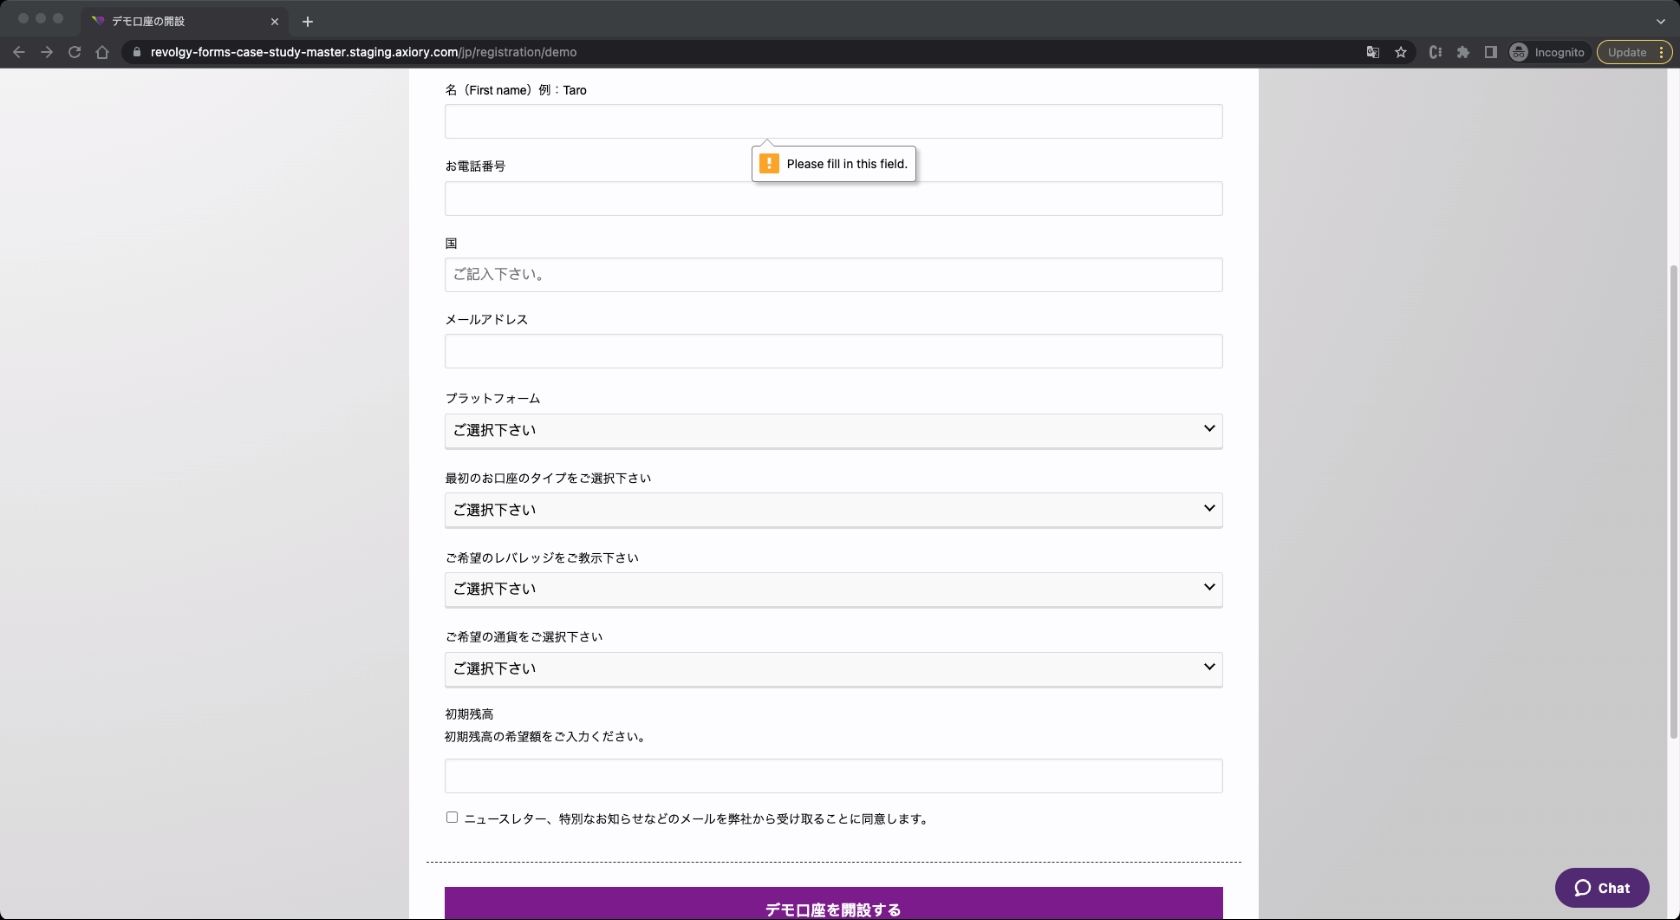 デモ口座の開設
revolgy-forms-case-study-master.staging.axiory.com/jp/registration/demo
Incognito
Update
名（First name）例：Taro
Please fill in this field.
お電話番号
国
ご記入下さい。
メールアドレス
プラットフォーム
ご選択下さい
最初のお口座のタイプをご選択下さい
ご選択下さい
ご希望のレバレッジをご教示下さい
ご選択下さい
ご希望の通貨をご選択下さい
ご選択下さい
初期残高
初期残高の希望額をご入力ください。
ニュースレター、特別なお知らせなどのメールを弊社から受け取ることに同意します。
Chat
デモ口座を開設する